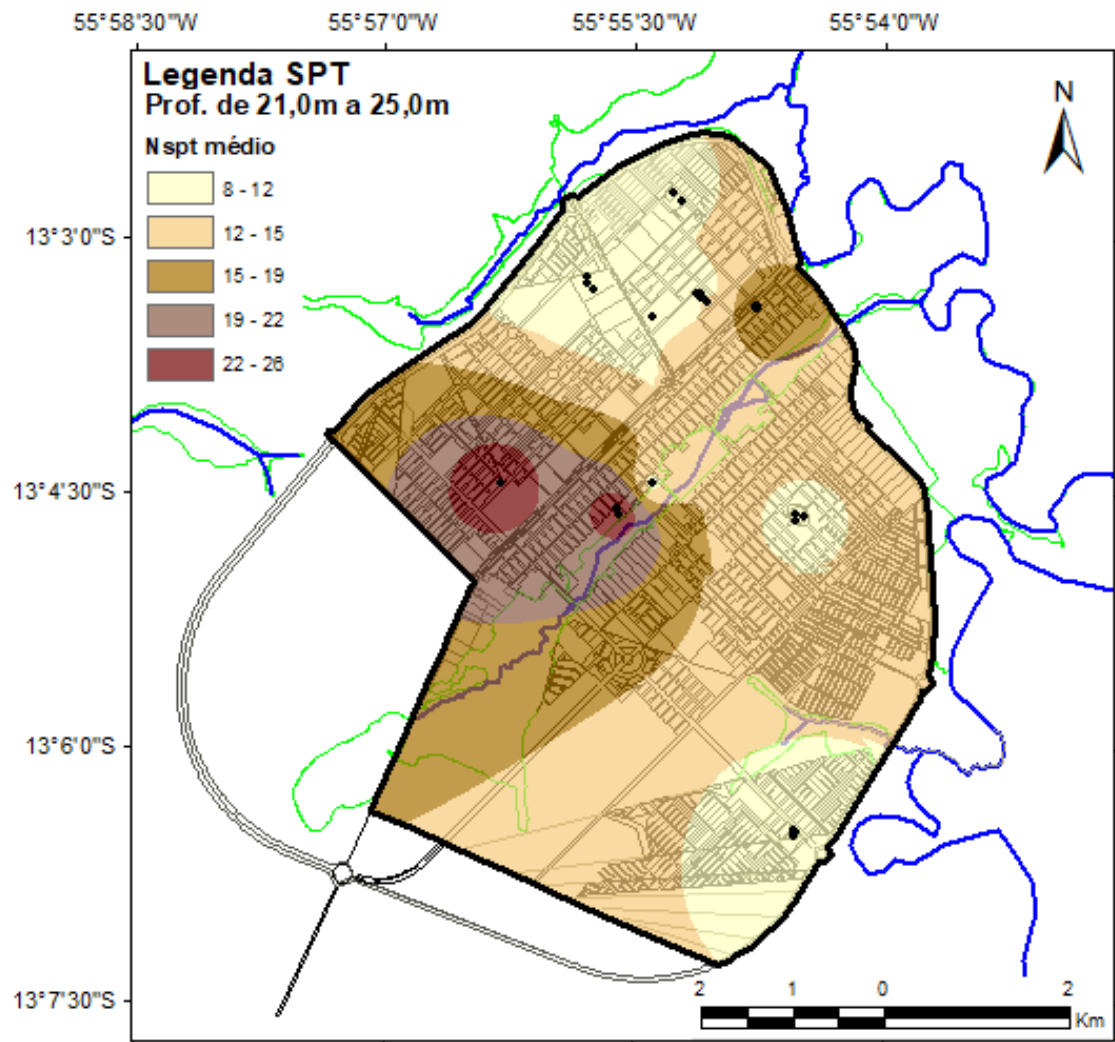 55°58'30"W 55°57'0"W 55°55'30"W 55°54'0"W
Legenda SPT
Prof. de 21,0m a 25,0m
Nspt médio
8 - 12
12 - 15
15 - 19
19 - 22
22 - 26
N
13°3'0"S
13°4'30"S
13°6'0"S
13°7'30"S
2 1 0 2
Km